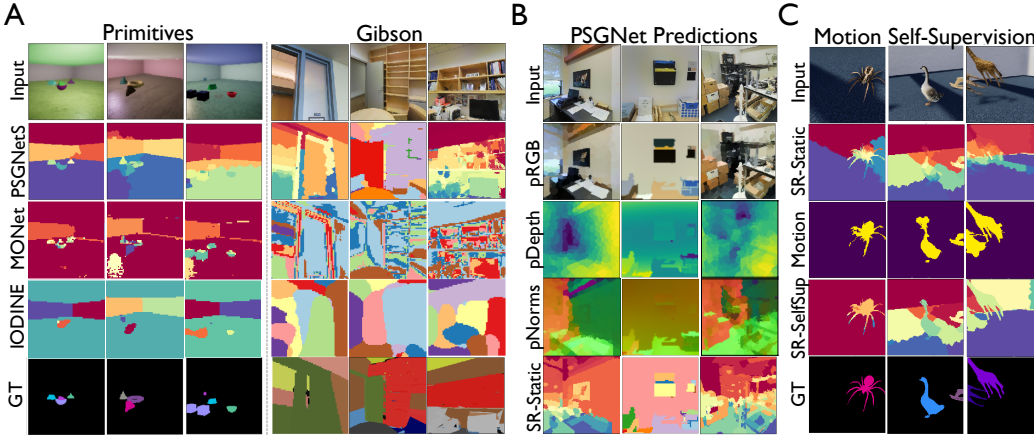 A
Primitives
Gibson
Input
PSGNetS
MONet
IODINE
GT
B
PSGNet Predictions
Input
pRGB
pDepth
pNorms
SR-Static
C
Motion Self-Supervision
Input
SR-Static
Motion
SR-SelfSup
GT